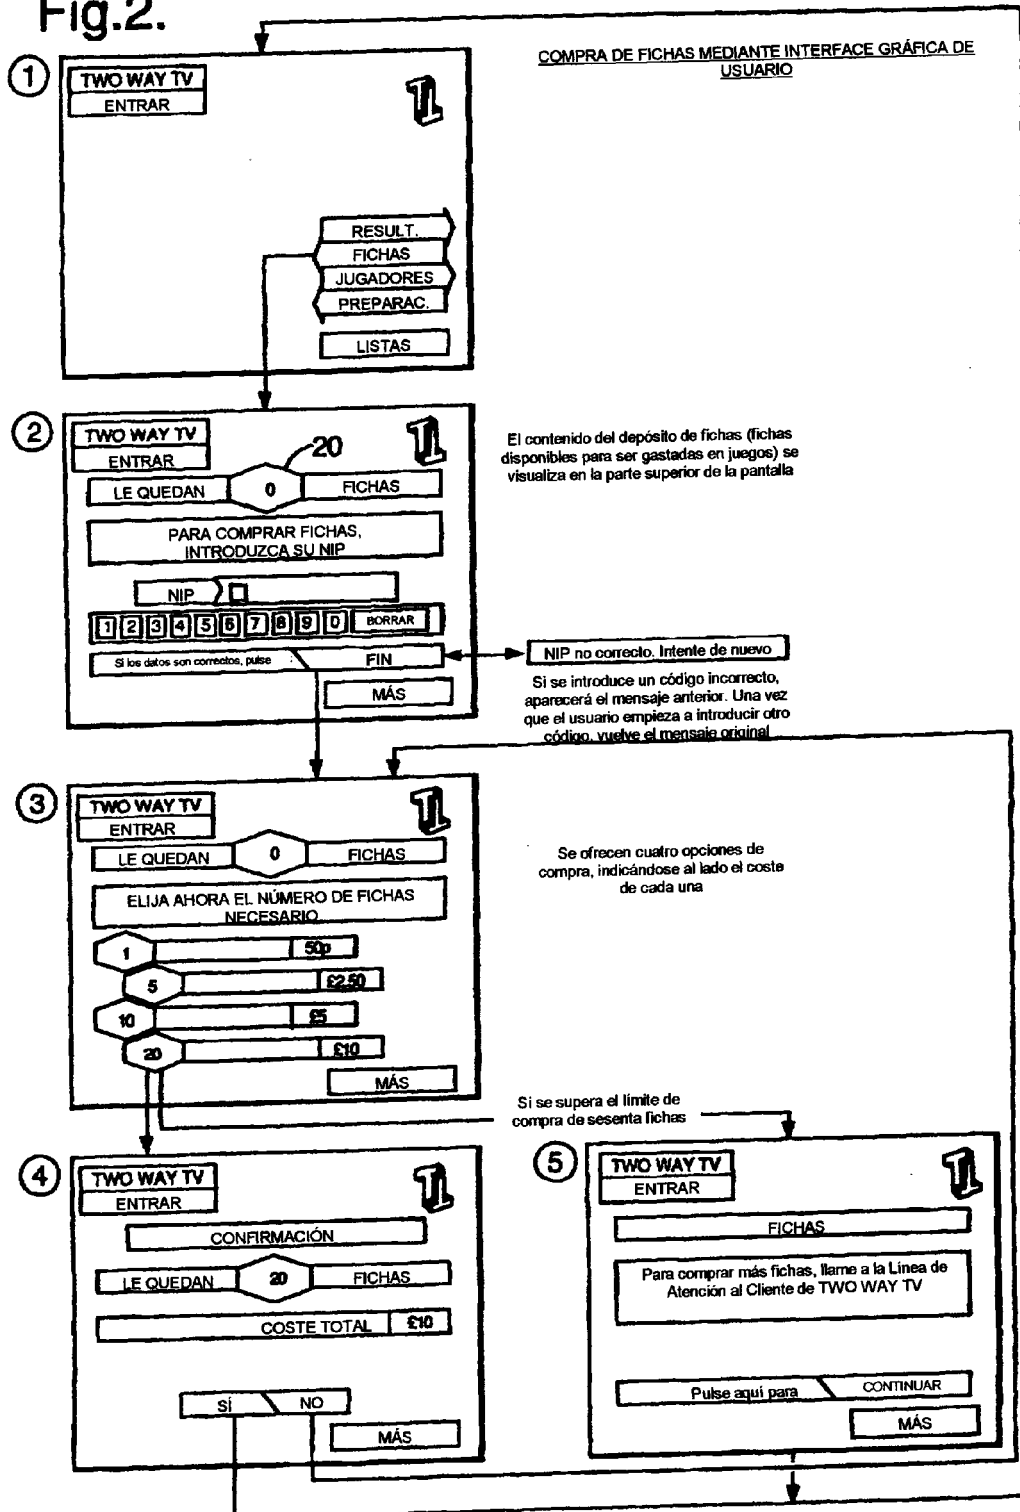 Fig.2.
COMPRA DE FICHAS MEDIANTE INTERFACE GRÁFICA DE
USUARIO
1
TWO WAY TV
ENTRAR
RESULT.
FICHAS
JUGADORES
PREPARAC.
LISTAS
2
TWO WAY TV
ENTRAR
20
LE QUEDAN
0
FICHAS
PARA COMPRAR FICHAS,
INTRODUZCA SU NIP
NIP
1 2 3 4 5 6 7 8 9 0 BORRAR
Si los datos son correctos, pulse
FIN
MÁS
El contenido del depósito de fichas (fichas
disponibles para ser gastadas en juegos) se
visualiza en la parte superior de la pantalla
NIP no correcto. Intente de nuevo
Si se introduce un código incorrecto,
aparecerá el mensaje anterior. Una vez
que el usuario empieza a introducir otro
código, vuelve el mensaje original
3
TWO WAY TV
ENTRAR
LE QUEDAN
0
FICHAS
ELIJA AHORA EL NÚMERO DE FICHAS
NECESARIO
1 50p
5 £2.50
10 £5
20 £10
MÁS
Se ofrecen cuatro opciones de
compra, indicándose al lado el coste
de cada una
Si se supera el límite de
compra de sesenta fichas
4
TWO WAY TV
ENTRAR
CONFIRMACIÓN
LE QUEDAN
20
FICHAS
COSTE TOTAL £10
SÍ
NO
MÁS
5
TWO WAY TV
ENTRAR
FICHAS
Para comprar más fichas, llame a la Línea de
Atención al Cliente de TWO WAY TV
Pulse aquí para
CONTINUAR
MÁS